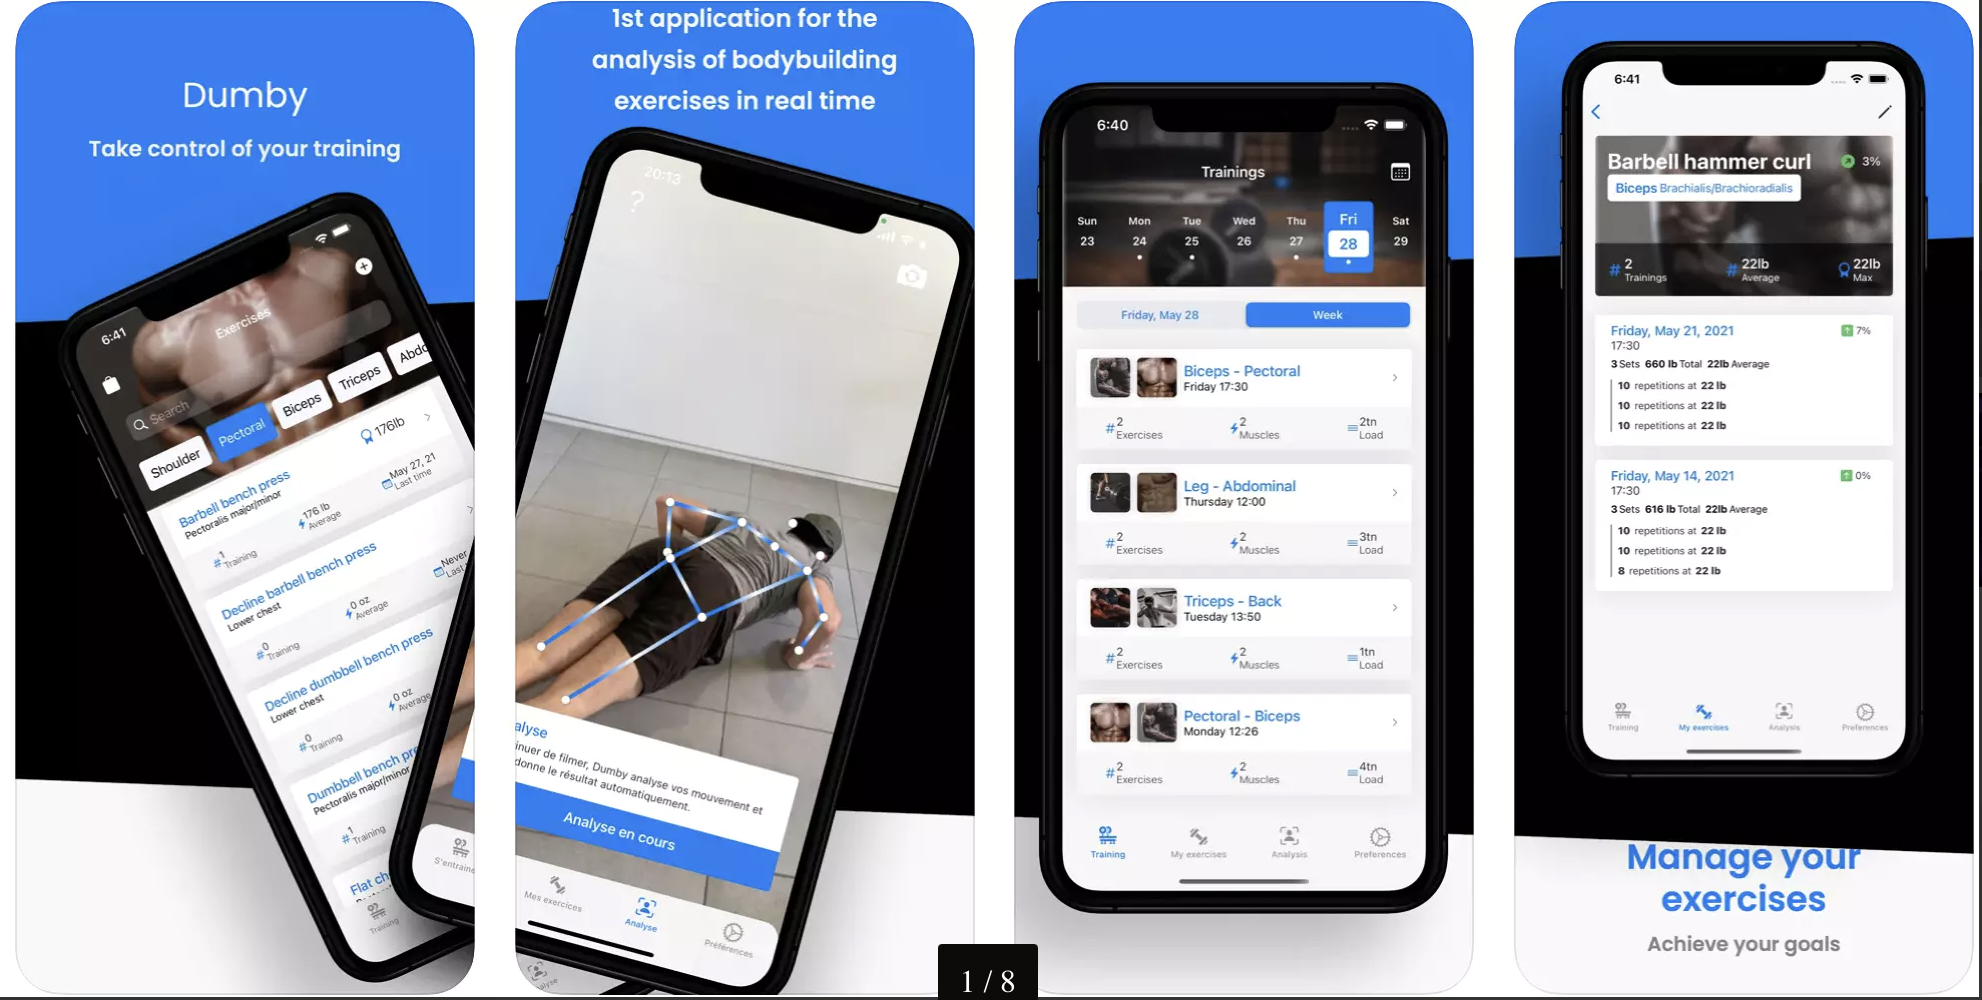 Dumby
Take control of your training
6:41
Exercises
Search
Shoulder
Pectoral
Biceps
Triceps
Abdo
Barbell bench press
Pectoralis major/minor
176lb
#1
Training
176 lb
Average
May 27, 21
Last time
Decline barbell bench press
Lower chest
#0
Training
0 oz
Average
Never
Last
Decline dumbbell bench press
Lower chest
#0
Training
0 oz
Average
Dumbbell bench pre
Pectoralis major/minor
#1
Training
Flat ch
Training
S'entraine
1st application for the
analysis of bodybuilding
exercises in real time
20:13
?
alyse
inuer de filmer, Dumby analyse vos mouvement et
donne le résultat automatiquement.
Analyse en cours
Mes exercices
Analyse
Préférences
alyse
6:40
Trainings
Sun Mon Tue Wed Thu Fri Sat
23 24 25 26 27 28 29
Friday, May 28 Week
Biceps - Pectoral
Friday 17:30
#2 Exercises 2 Muscles 2tn Load
Leg - Abdominal
Thursday 12:00
#2 Exercises 2 Muscles 3tn Load
Triceps - Back
Tuesday 13:50
#2 Exercises 2 Muscles 1tn Load
Pectoral - Biceps
Monday 12:26
#2 Exercises 2 Muscles 4tn Load
Training My exercises Analysis Preferences
6:41
Barbell hammer curl 3%
Biceps Brachialis/Brachioradialis
# 2 Trainings # 22lb Average 22lb Max
Friday, May 21, 2021 7%
17:30
3 Sets 660 lb Total 22lb Average
10 repetitions at 22 lb
10 repetitions at 22 lb
10 repetitions at 22 lb
Friday, May 14, 2021 0%
17:30
3 Sets 616 lb Total 22lb Average
10 repetitions at 22 lb
10 repetitions at 22 lb
8 repetitions at 22 lb
Training My exercises Analysis Preferences
Manage your
exercises
Achieve your goals
1 / 8